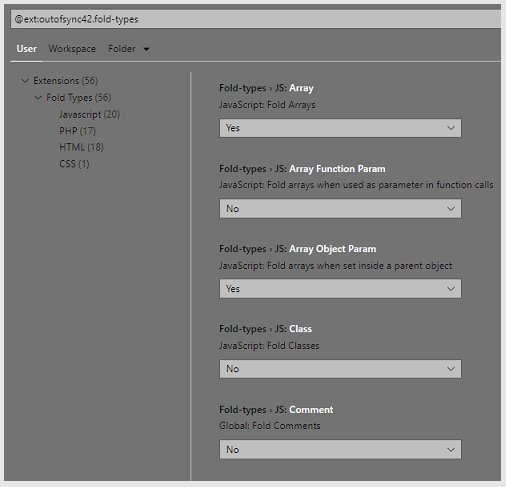 @ext:outofsync42.fold-types
User Workspace Folder
Extensions (56)
Fold Types (56)
Javascript (20)
PHP (17)
HTML (18)
CSS (1)
Fold-types › JS: Array
JavaScript: Fold Arrays
Yes
Fold-types › JS: Array Function Param
JavaScript: Fold arrays when used as parameter in function calls
No
Fold-types › JS: Array Object Param
JavaScript: Fold arrays when set inside a parent object
Yes
Fold-types › JS: Class
JavaScript: Fold Classes
No
Fold-types › JS: Comment
Global: Fold Comments
No